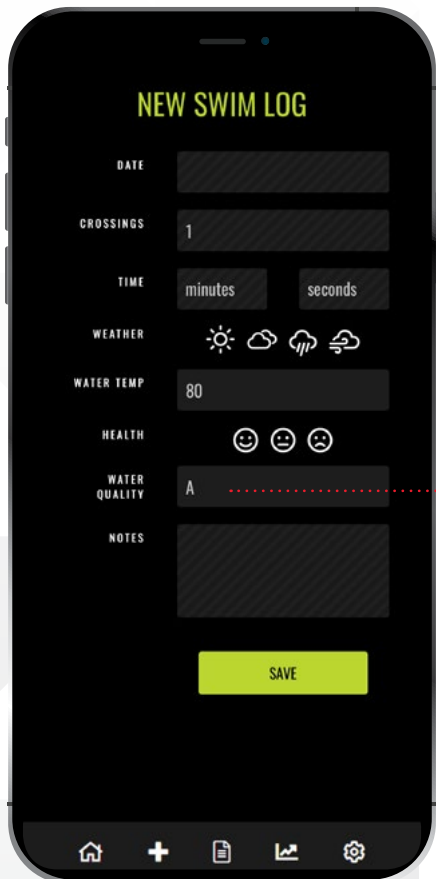 NEW SWIM LOG
DATE
CROSSINGS 1
TIME minutes seconds
WEATHER
WATER TEMP 80
HEALTH
WATER
QUALITY A
NOTES
SAVE